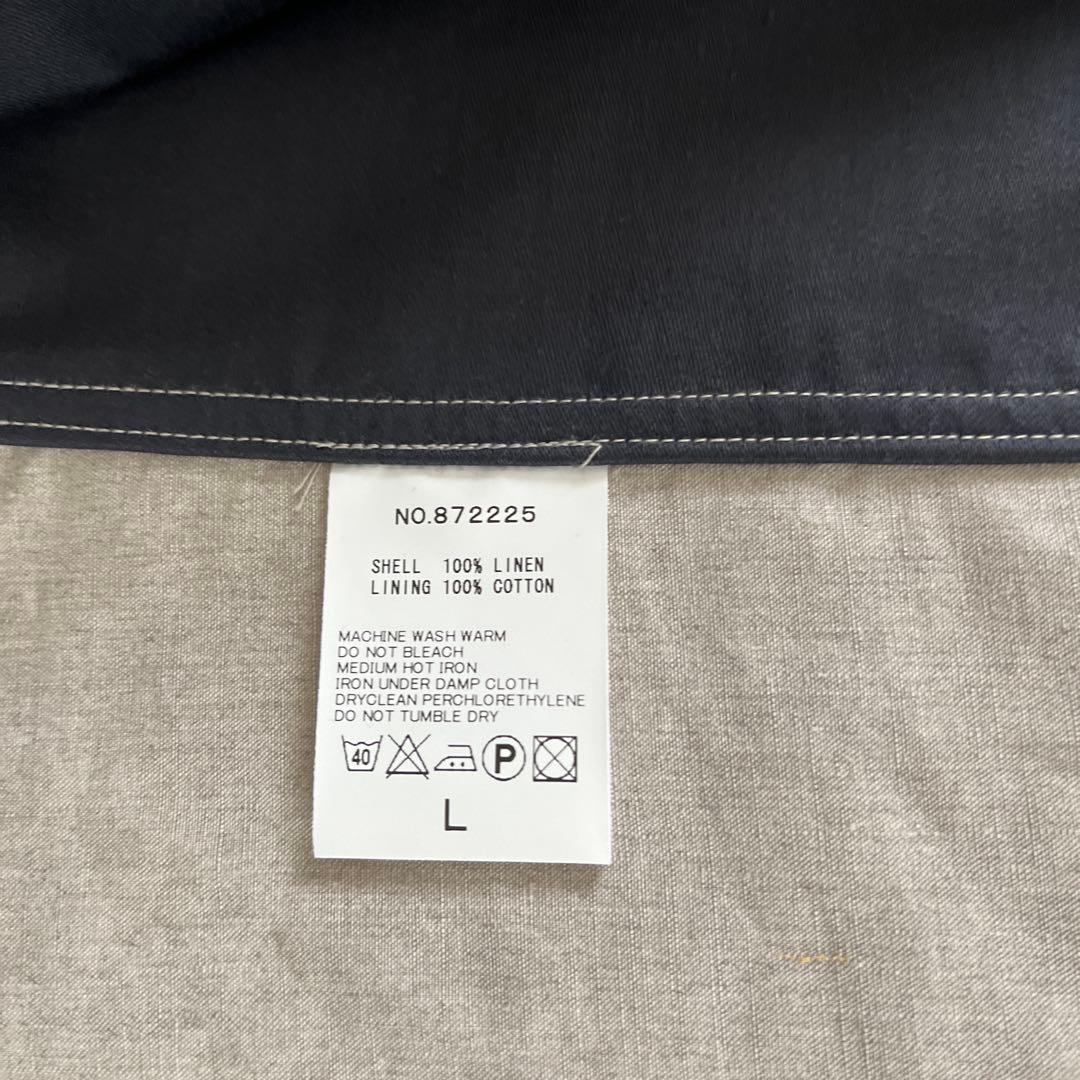 NO.872225
SHELL 100% LINEN
LINING 100% COTTON
MACHINE WASH WARM
DO NOT BLEACH
MEDIUM HOT IRON
IRON UNDER DAMP CLOTH
DRYCLEAN PERCHLORETHYLENE
DO NOT TUMBLE DRY
40 P
L